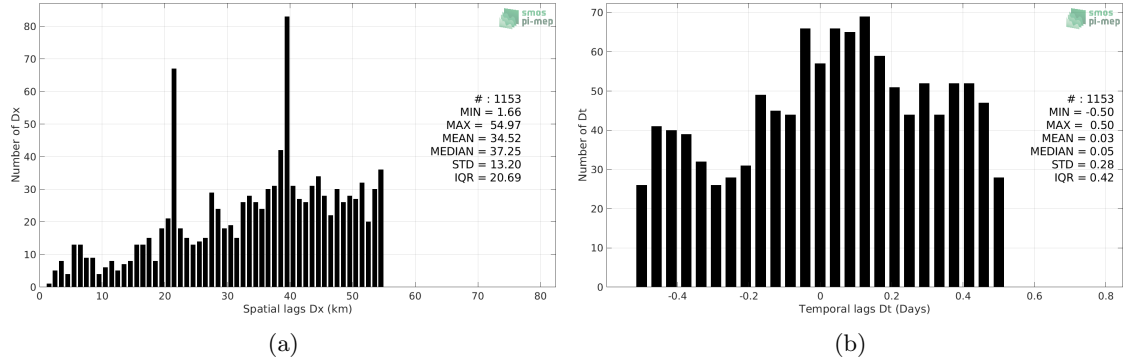 80
70
60
50
40
30
20
10
0
0 10 20 30 40 50 60 70 80
Number of Dx
Spatial lags Dx (km)
smos
pi-mep
# : 1153
MIN = 1.66
MAX = 54.97
MEAN = 34.52
MEDIAN = 37.25
STD = 13.20
IQR = 20.69
(a)
70
60
50
40
30
20
10
0
-0.4 -0.2 0 0.2 0.4 0.6 0.8
Number of Dt
Temporal lags Dt (Days)
smos
pi-mep
# : 1153
MIN = -0.50
MAX = 0.50
MEAN = 0.03
MEDIAN = 0.05
STD = 0.28
IQR = 0.42
(b)